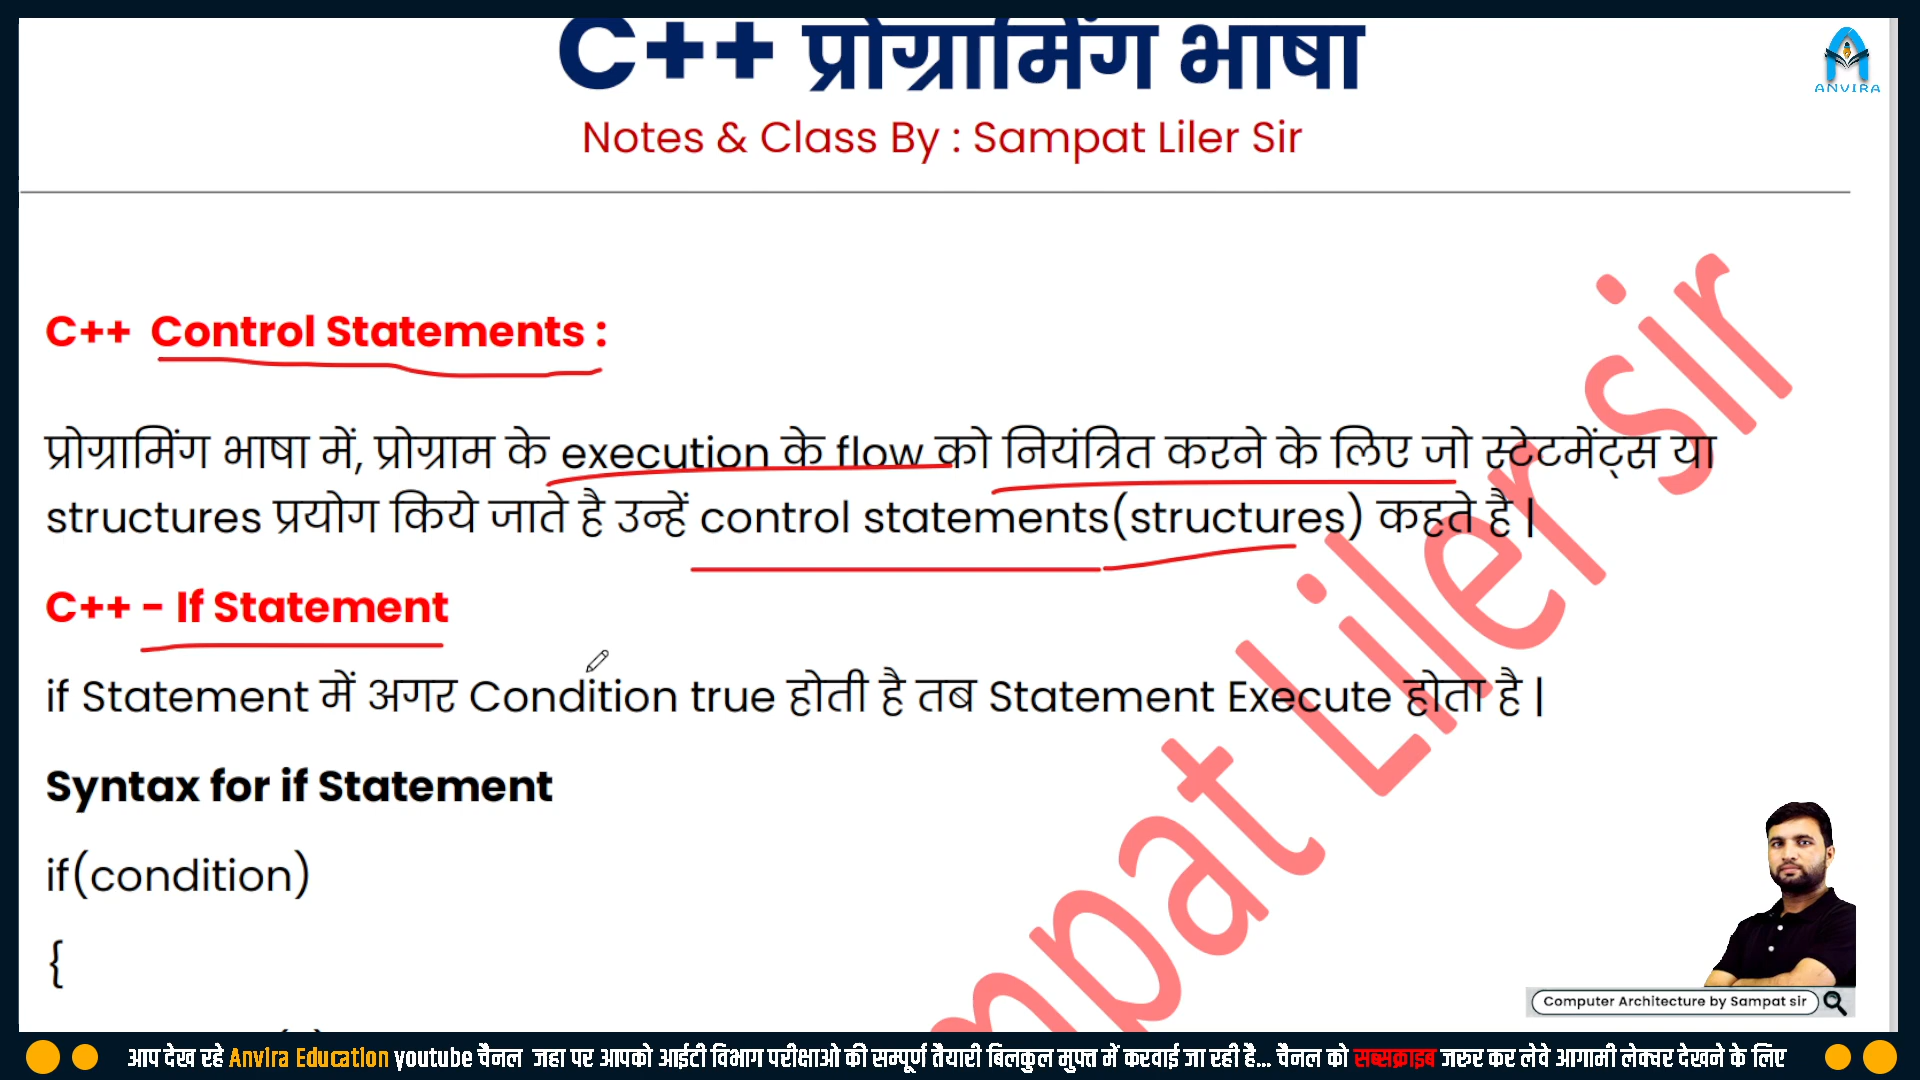 C++ प्रोग्रामिंग भाषा
ANVIRA
Notes & Class By : Sampat Liler Sir
C++ Control Statements :
प्रोग्रामिंग भाषा में, प्रोग्राम के execution के flow को नियंत्रित करने के लिए जो स्टेटमेंट्स या
structures प्रयोग किये जाते है उन्हें control statements(structures) कहते है |
C++ - If Statement
if Statement में अगर Condition true होती है तब Statement Execute होता है |
Syntax for if Statement
if(condition)
{
mpat Liler sir
Computer Architecture by Sampat sir
आप देख रहे Anvira Education youtube चैनल जहा पर आपको आईटी विभाग परीक्षाओ की सम्पूर्ण तैयारी बिलकुल मुफ्त में करवाई जा रही है... चैनल को सब्सक्राइब जरुर कर लेवे आगामी लेक्चर देखने के लिए